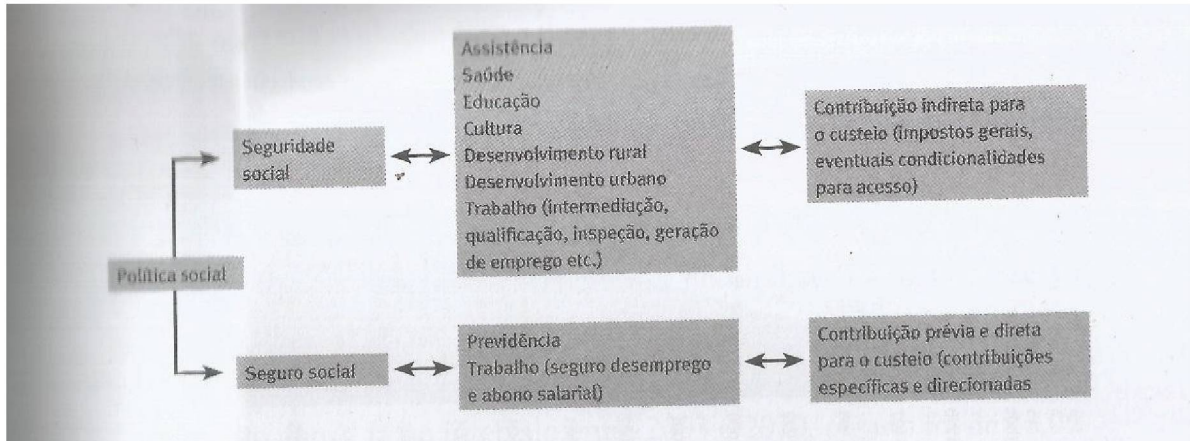 Política social
Seguridade
social
Assistência
Saúde
Educação
Cultura
Desenvolvimento rural
Desenvolvimento urbano
Trabalho (intermediação,
qualificação, inspeção, geração
de emprego etc.)
Contribuição indireta para
o custeio (impostos gerais,
eventuais condicionalidades
para acesso)
Seguro social
Previdência
Trabalho (seguro desemprego
e abono salarial)
Contribuição prévia e direta
para o custeio (contribuições
específicas e direcionadas